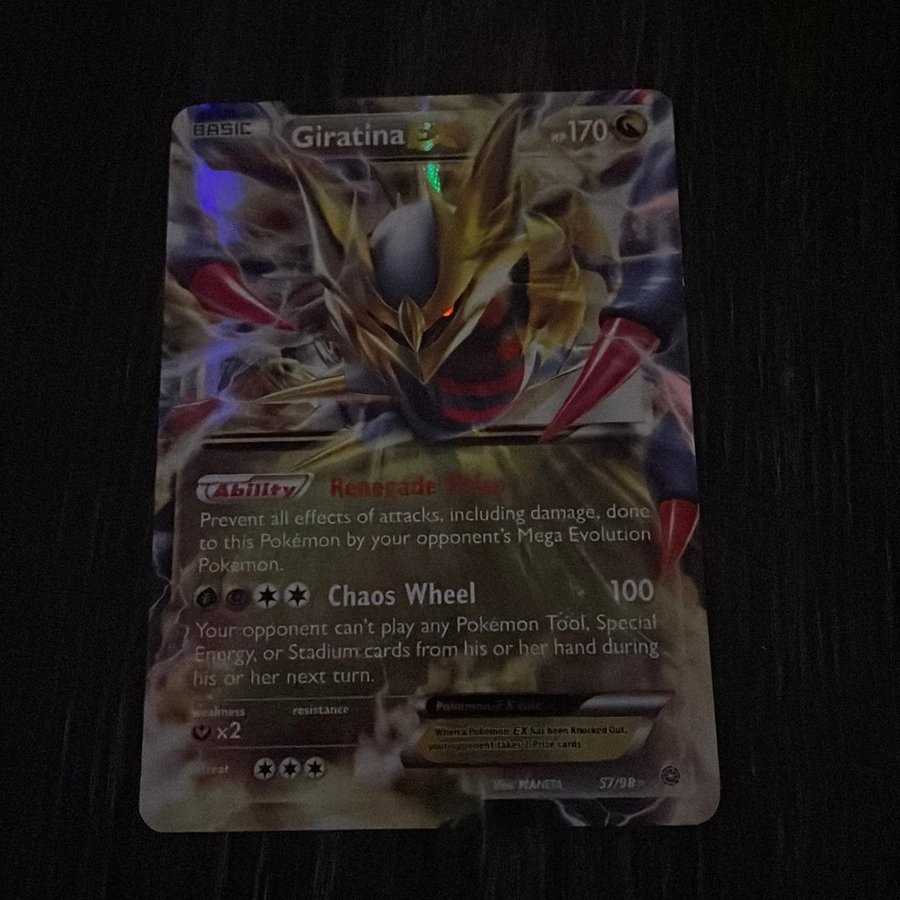 BASIC
Giratina EX HP170
Ability Renegade Pulse
Prevent all effects of attacks, including damage, done
to this Pokémon by your opponent's Mega Evolution
Pokémon.
Chaos Wheel 100
Your opponent can't play any Pokémon Tool, Special
Energy, or Stadium cards from his or her hand during
his or her next turn.
weakness resistance
x2
Pokémon-EX rule
When a Pokémon-EX has been Knocked Out,
your opponent takes 2 Prize cards.
retreat
Illus. PLANETA 57/98